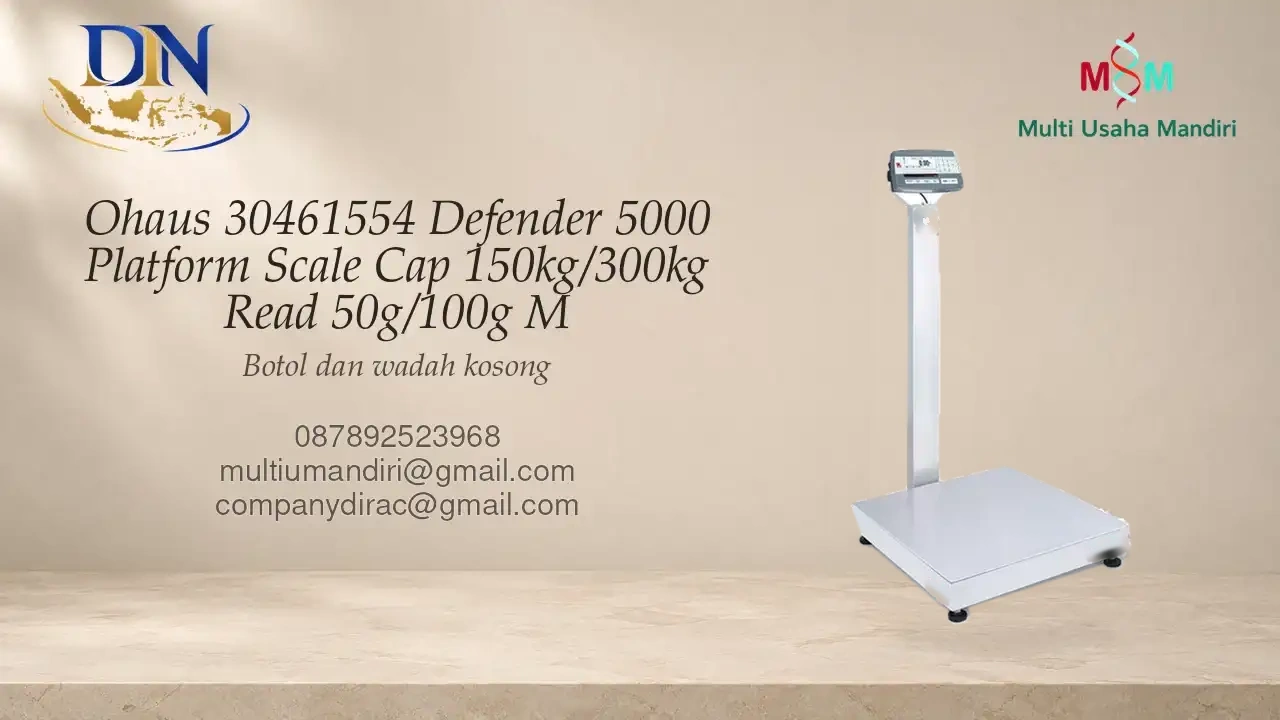 DN
M M
Multi Usaha Mandiri
Ohaus 30461554 Defender 5000
Platform Scale Cap 150kg/300kg
Read 50g/100g M
Botol dan wadah kosong
087892523968
multiumandiri@gmail.com
companydirac@gmail.com